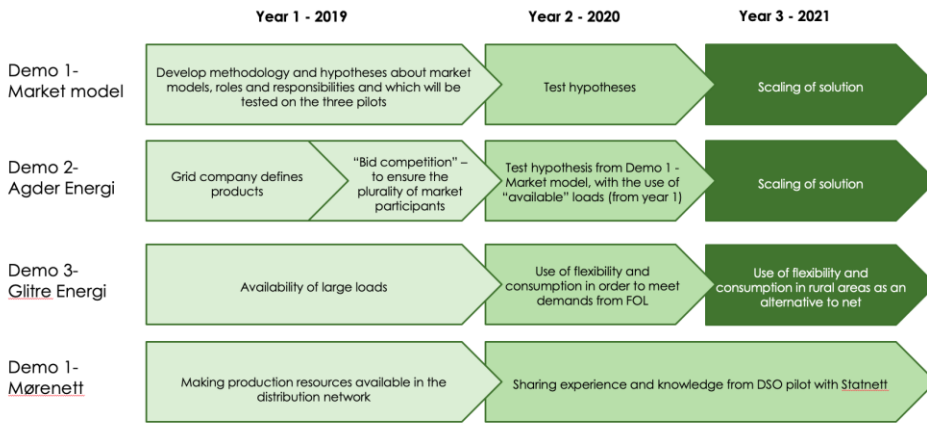 Year 1 - 2019
Year 2 - 2020
Year 3 - 2021
Demo 1-
Market model
Develop methodology and hypotheses about market
models, roles and responsibilities and which will be
tested on the three pilots
Test hypotheses
Scaling of solution
Demo 2-
Agder Energi
Grid company defines
products
“Bid competition” –
to ensure the
plurality of market
participants
Test hypothesis from Demo 1 -
Market model, with the use of
“available” loads (from year 1)
Scaling of solution
Demo 3-
Glitre Energi
Availability of large loads
Use of flexibility and
consumption in order to meet
demands from FOL
Use of flexibility and
consumption in rural areas as an
alternative to net
Demo 1-
Mørenett
Making production resources available in the
distribution network
Sharing experience and knowledge from DSO pilot with Statnett